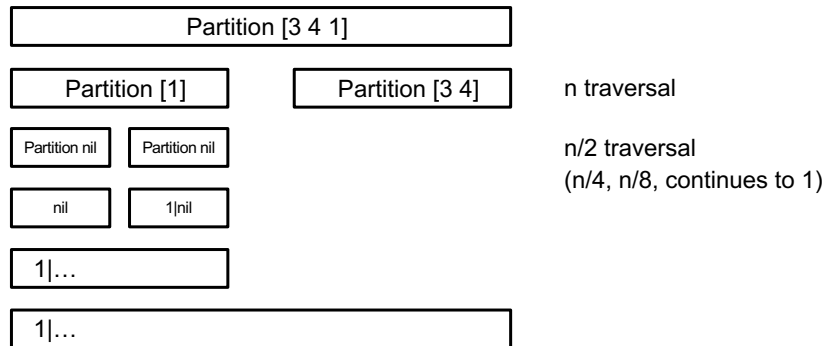 Partition [3 4 1]
Partition [1]
Partition [3 4]
n traversal
Partition nil
Partition nil
n/2 traversal
(n/4, n/8, continues to 1)
nil
1|nil
1|…
1|…